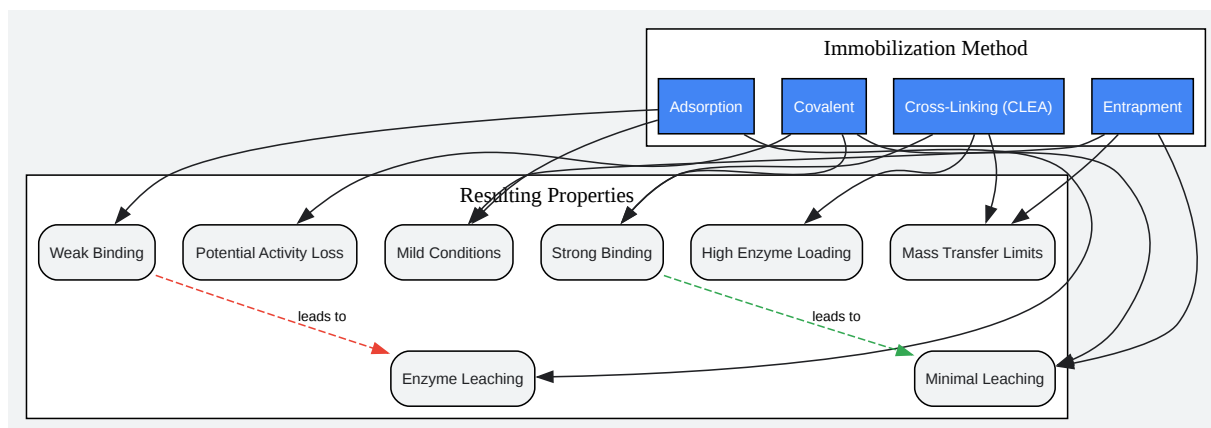 Immobilization Method
Adsorption
Covalent
Cross-Linking (CLEA)
Entrapment
Resulting Properties
Weak Binding
Potential Activity Loss
Mild Conditions
Strong Binding
High Enzyme Loading
Mass Transfer Limits
leads to
leads to
Enzyme Leaching
Minimal Leaching